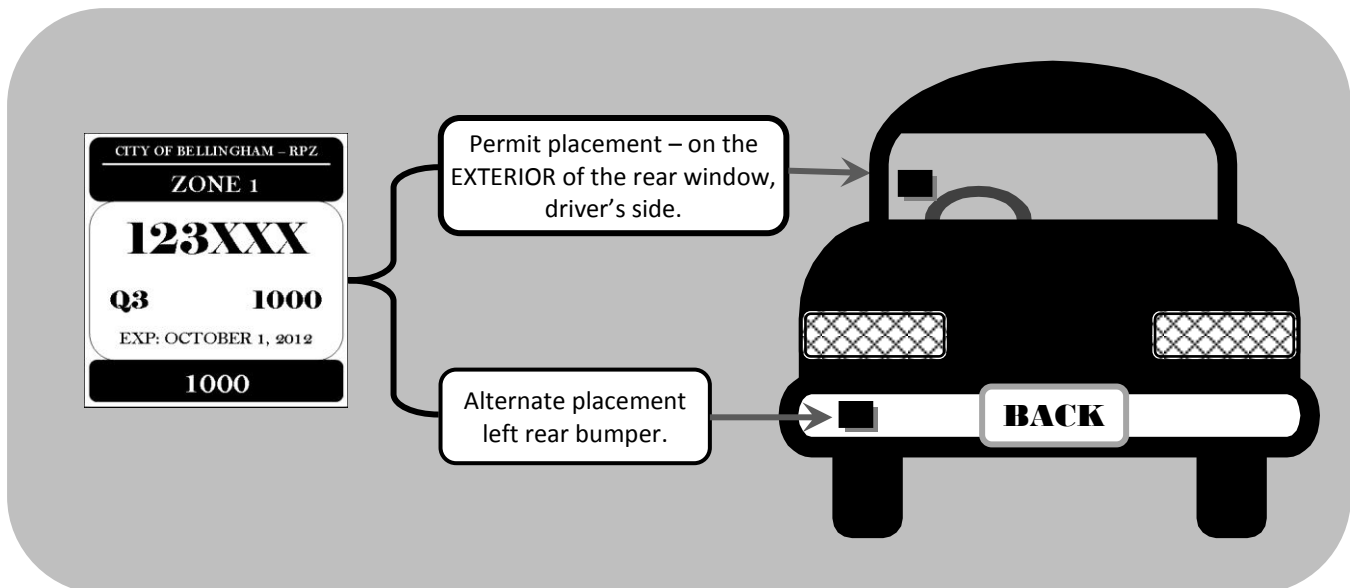 CITY OF BELLINGHAM – RPZ
ZONE 1
123XXX
Q3 1000
EXP: OCTOBER 1, 2012
1000
Permit placement – on the
EXTERIOR of the rear window,
driver's side.
Alternate placement
left rear bumper.
BACK